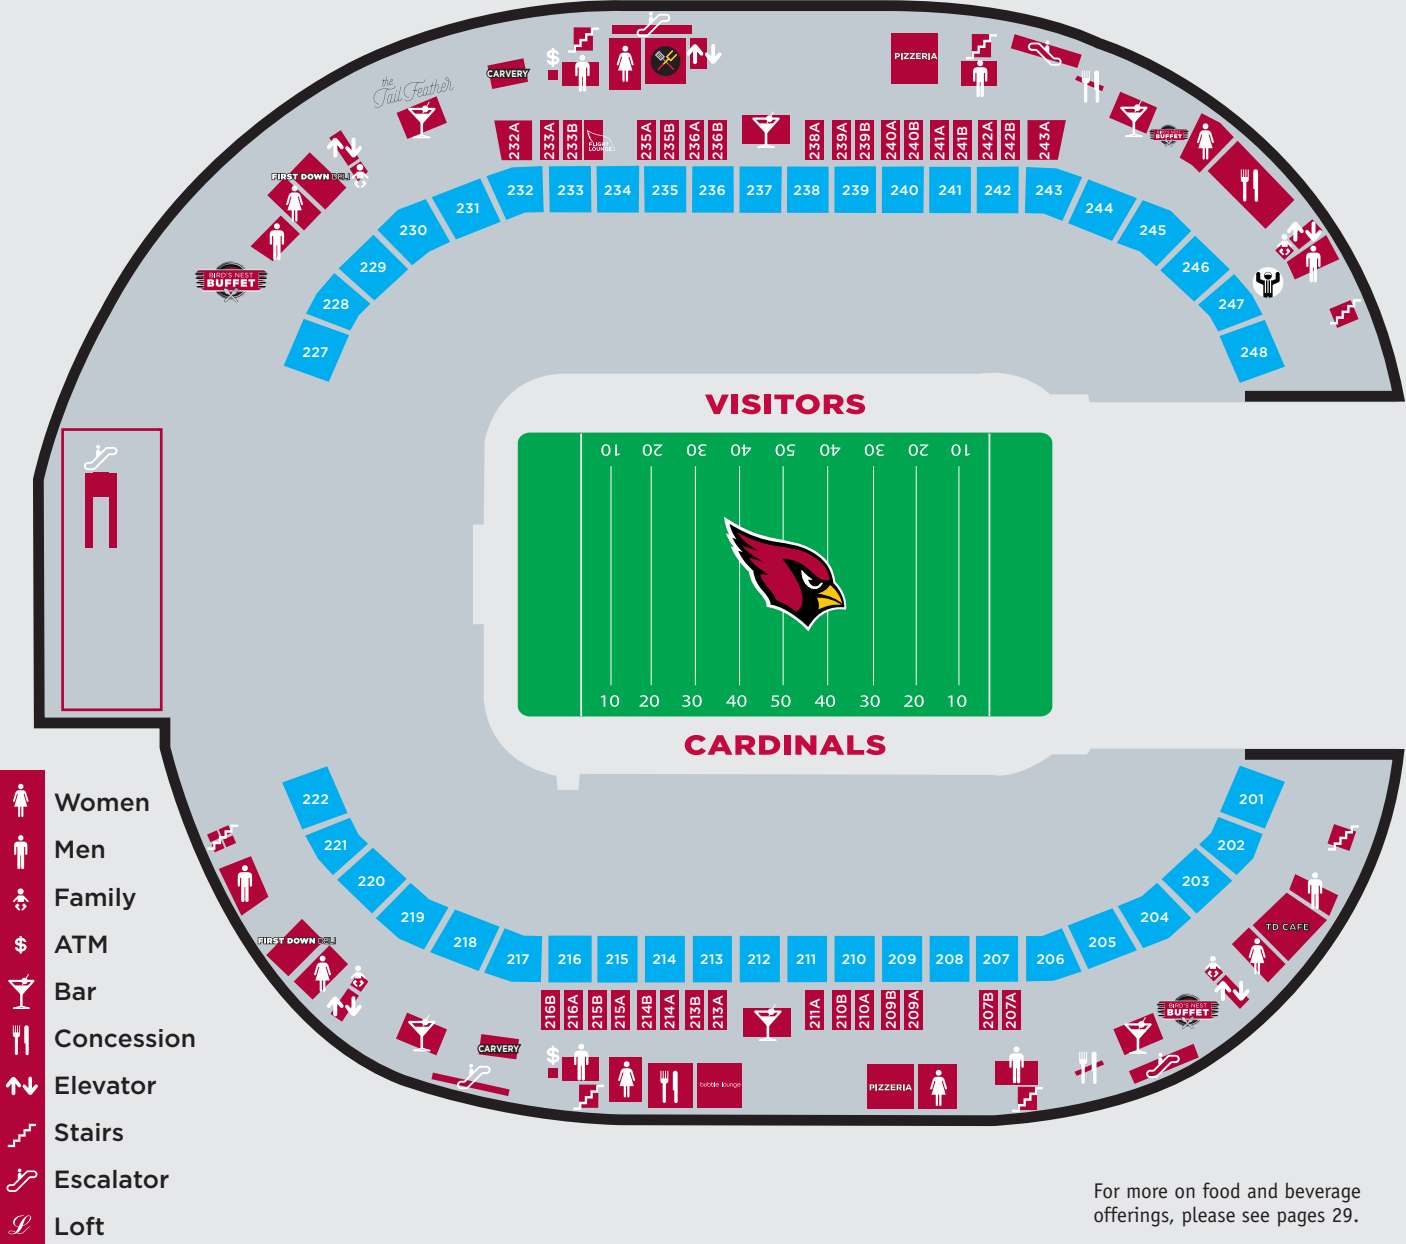 the
Tail Feather
CARVERY
$
PIZZERIA
BIRD'S NEST
BUFFET
FIRST DOWN DELI
BIRD'S NEST
BUFFET
232A
233A
233B
FLIGHT
LOUNGE
235A
235B
236A
236B
238A
239A
239B
240A
240B
241A
241B
242A
242B
243A
227
228
229
230
231
232
233
234
235
236
237
238
239
240
241
242
243
244
245
246
247
248
VISITORS
10 20 30 40 50 40 30 20 10
10 20 30 40 50 40 30 20 10
CARDINALS
222
221
220
219
218
217
216
215
214
213
212
211
210
209
208
207
206
205
204
203
202
201
216B
216A
215B
215A
214B
214A
213B
213A
211A
210B
210A
209B
209A
207B
207A
FIRST DOWN DELI
CARVERY
$
bubble lounge
PIZZERIA
BIRD'S NEST
BUFFET
TD CAFE
Women
Men
Family
$ ATM
Bar
Concession
Elevator
Stairs
Escalator
ℒ Loft
For more on food and beverage
offerings, please see pages 29.